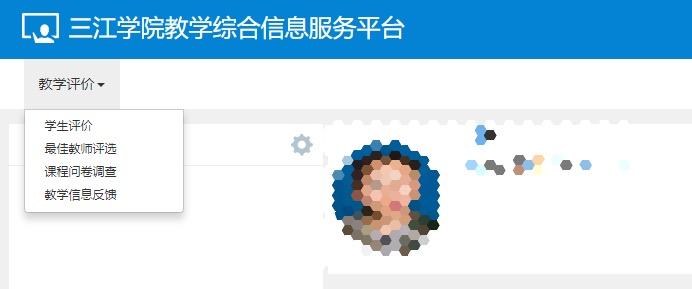 三江学院教学综合信息服务平台
教学评价
学生评价
最佳教师评选
课程问卷调查
教学信息反馈